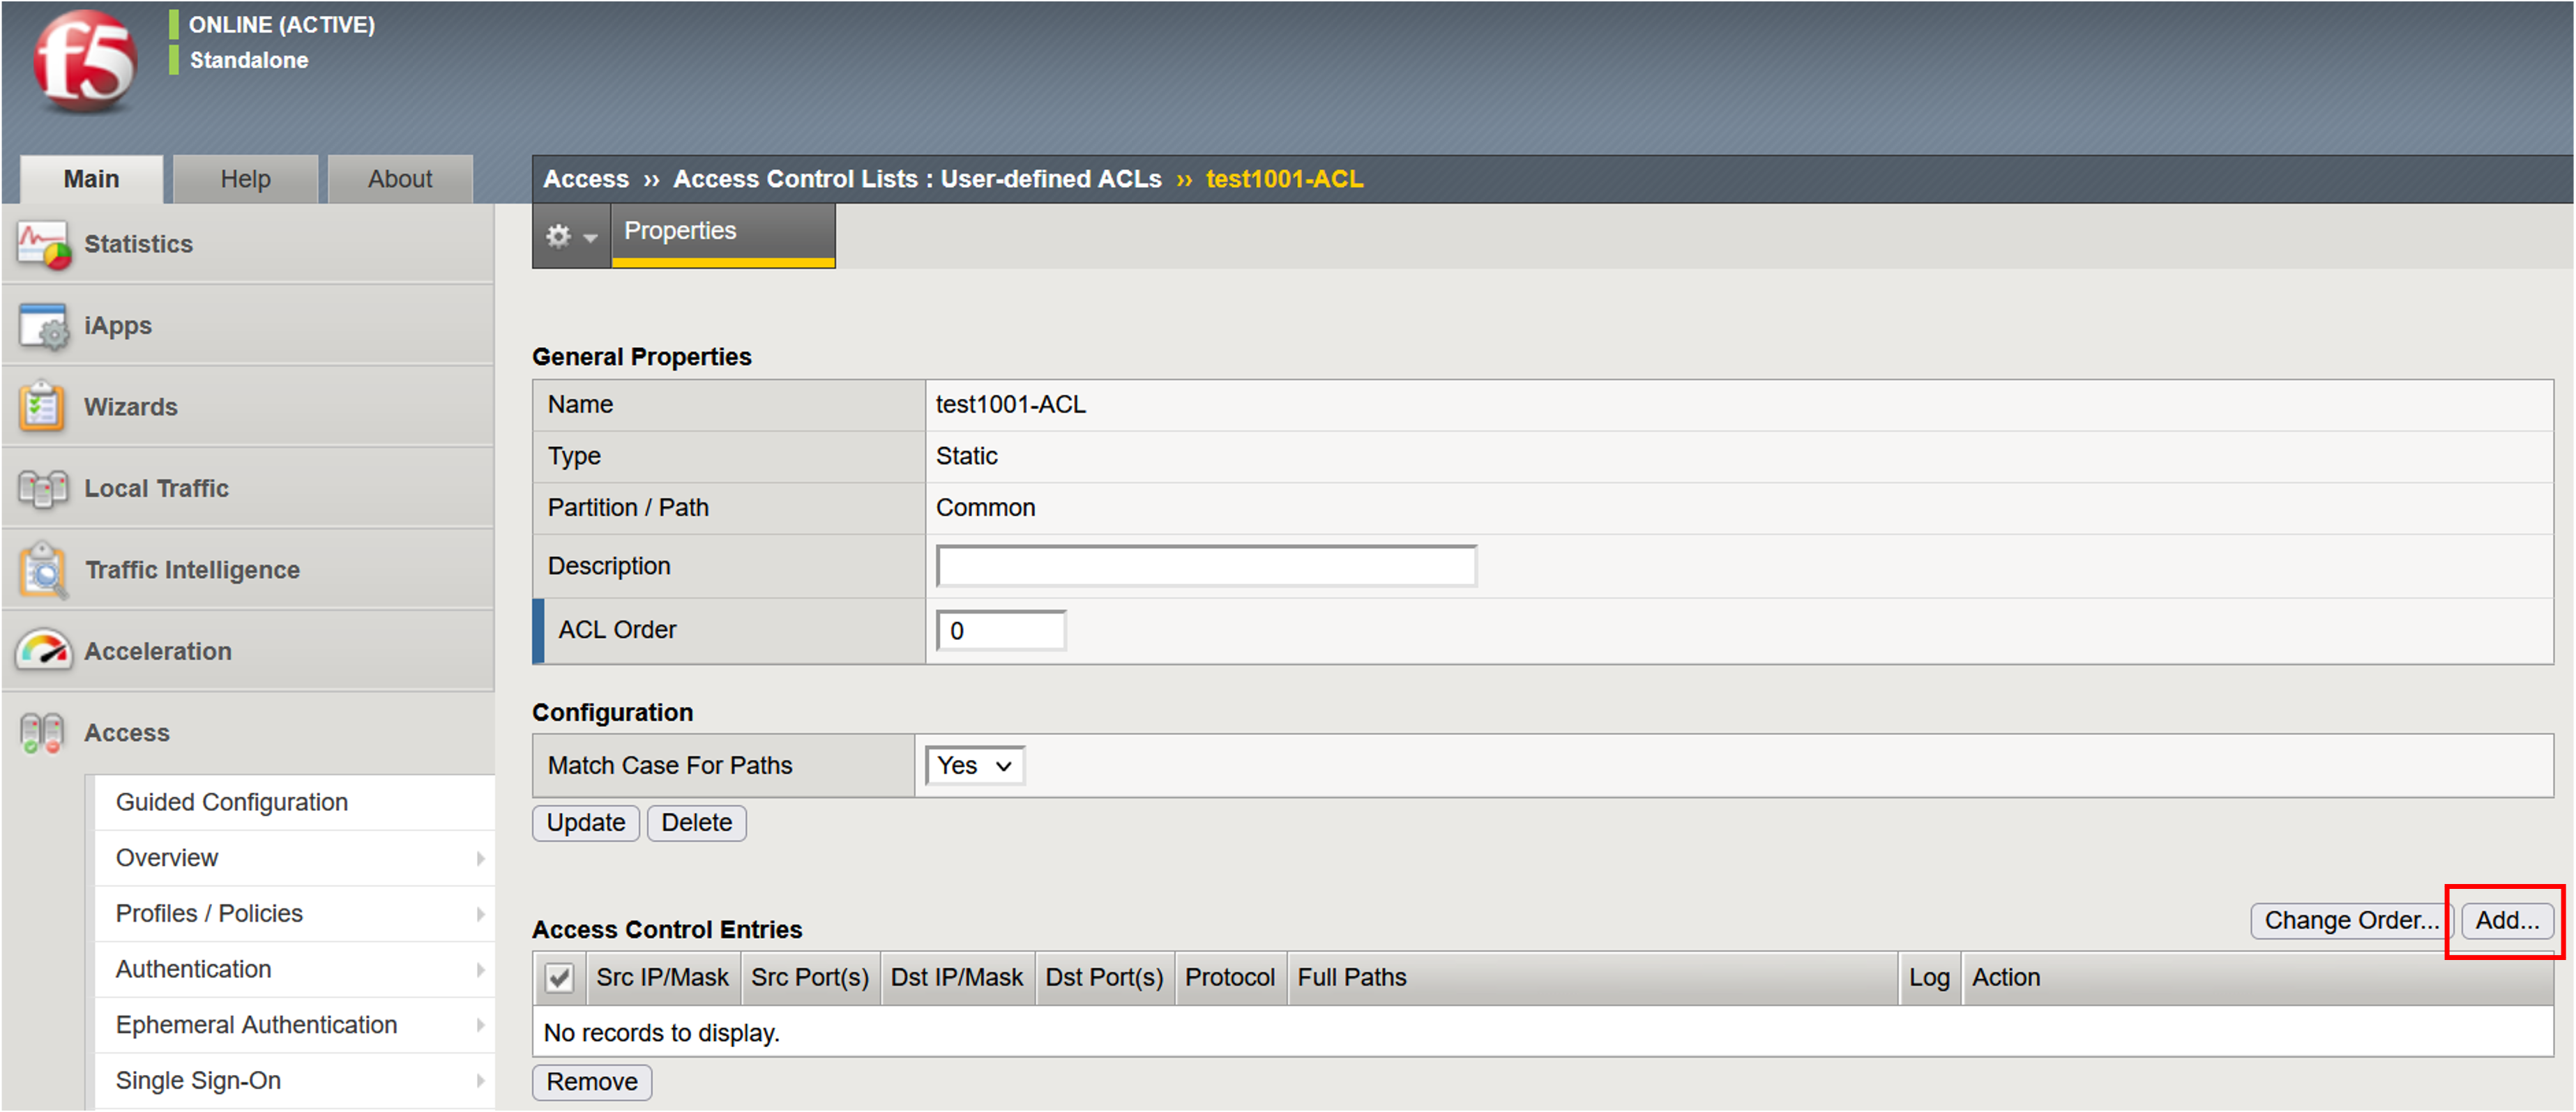 f5
ONLINE (ACTIVE)
Standalone
Main Help About
Access ›› Access Control Lists : User-defined ACLs ›› test1001-ACL
Properties
Statistics
iApps
Wizards
Local Traffic
Traffic Intelligence
Acceleration
Access
Guided Configuration
Overview
Profiles / Policies
Authentication
Ephemeral Authentication
Single Sign-On
General Properties
Name test1001-ACL
Type Static
Partition / Path Common
Description
ACL Order 0
Configuration
Match Case For Paths Yes
Update Delete
Access Control Entries Change Order... Add...
Src IP/Mask Src Port(s) Dst IP/Mask Dst Port(s) Protocol Full Paths Log Action
No records to display.
Remove